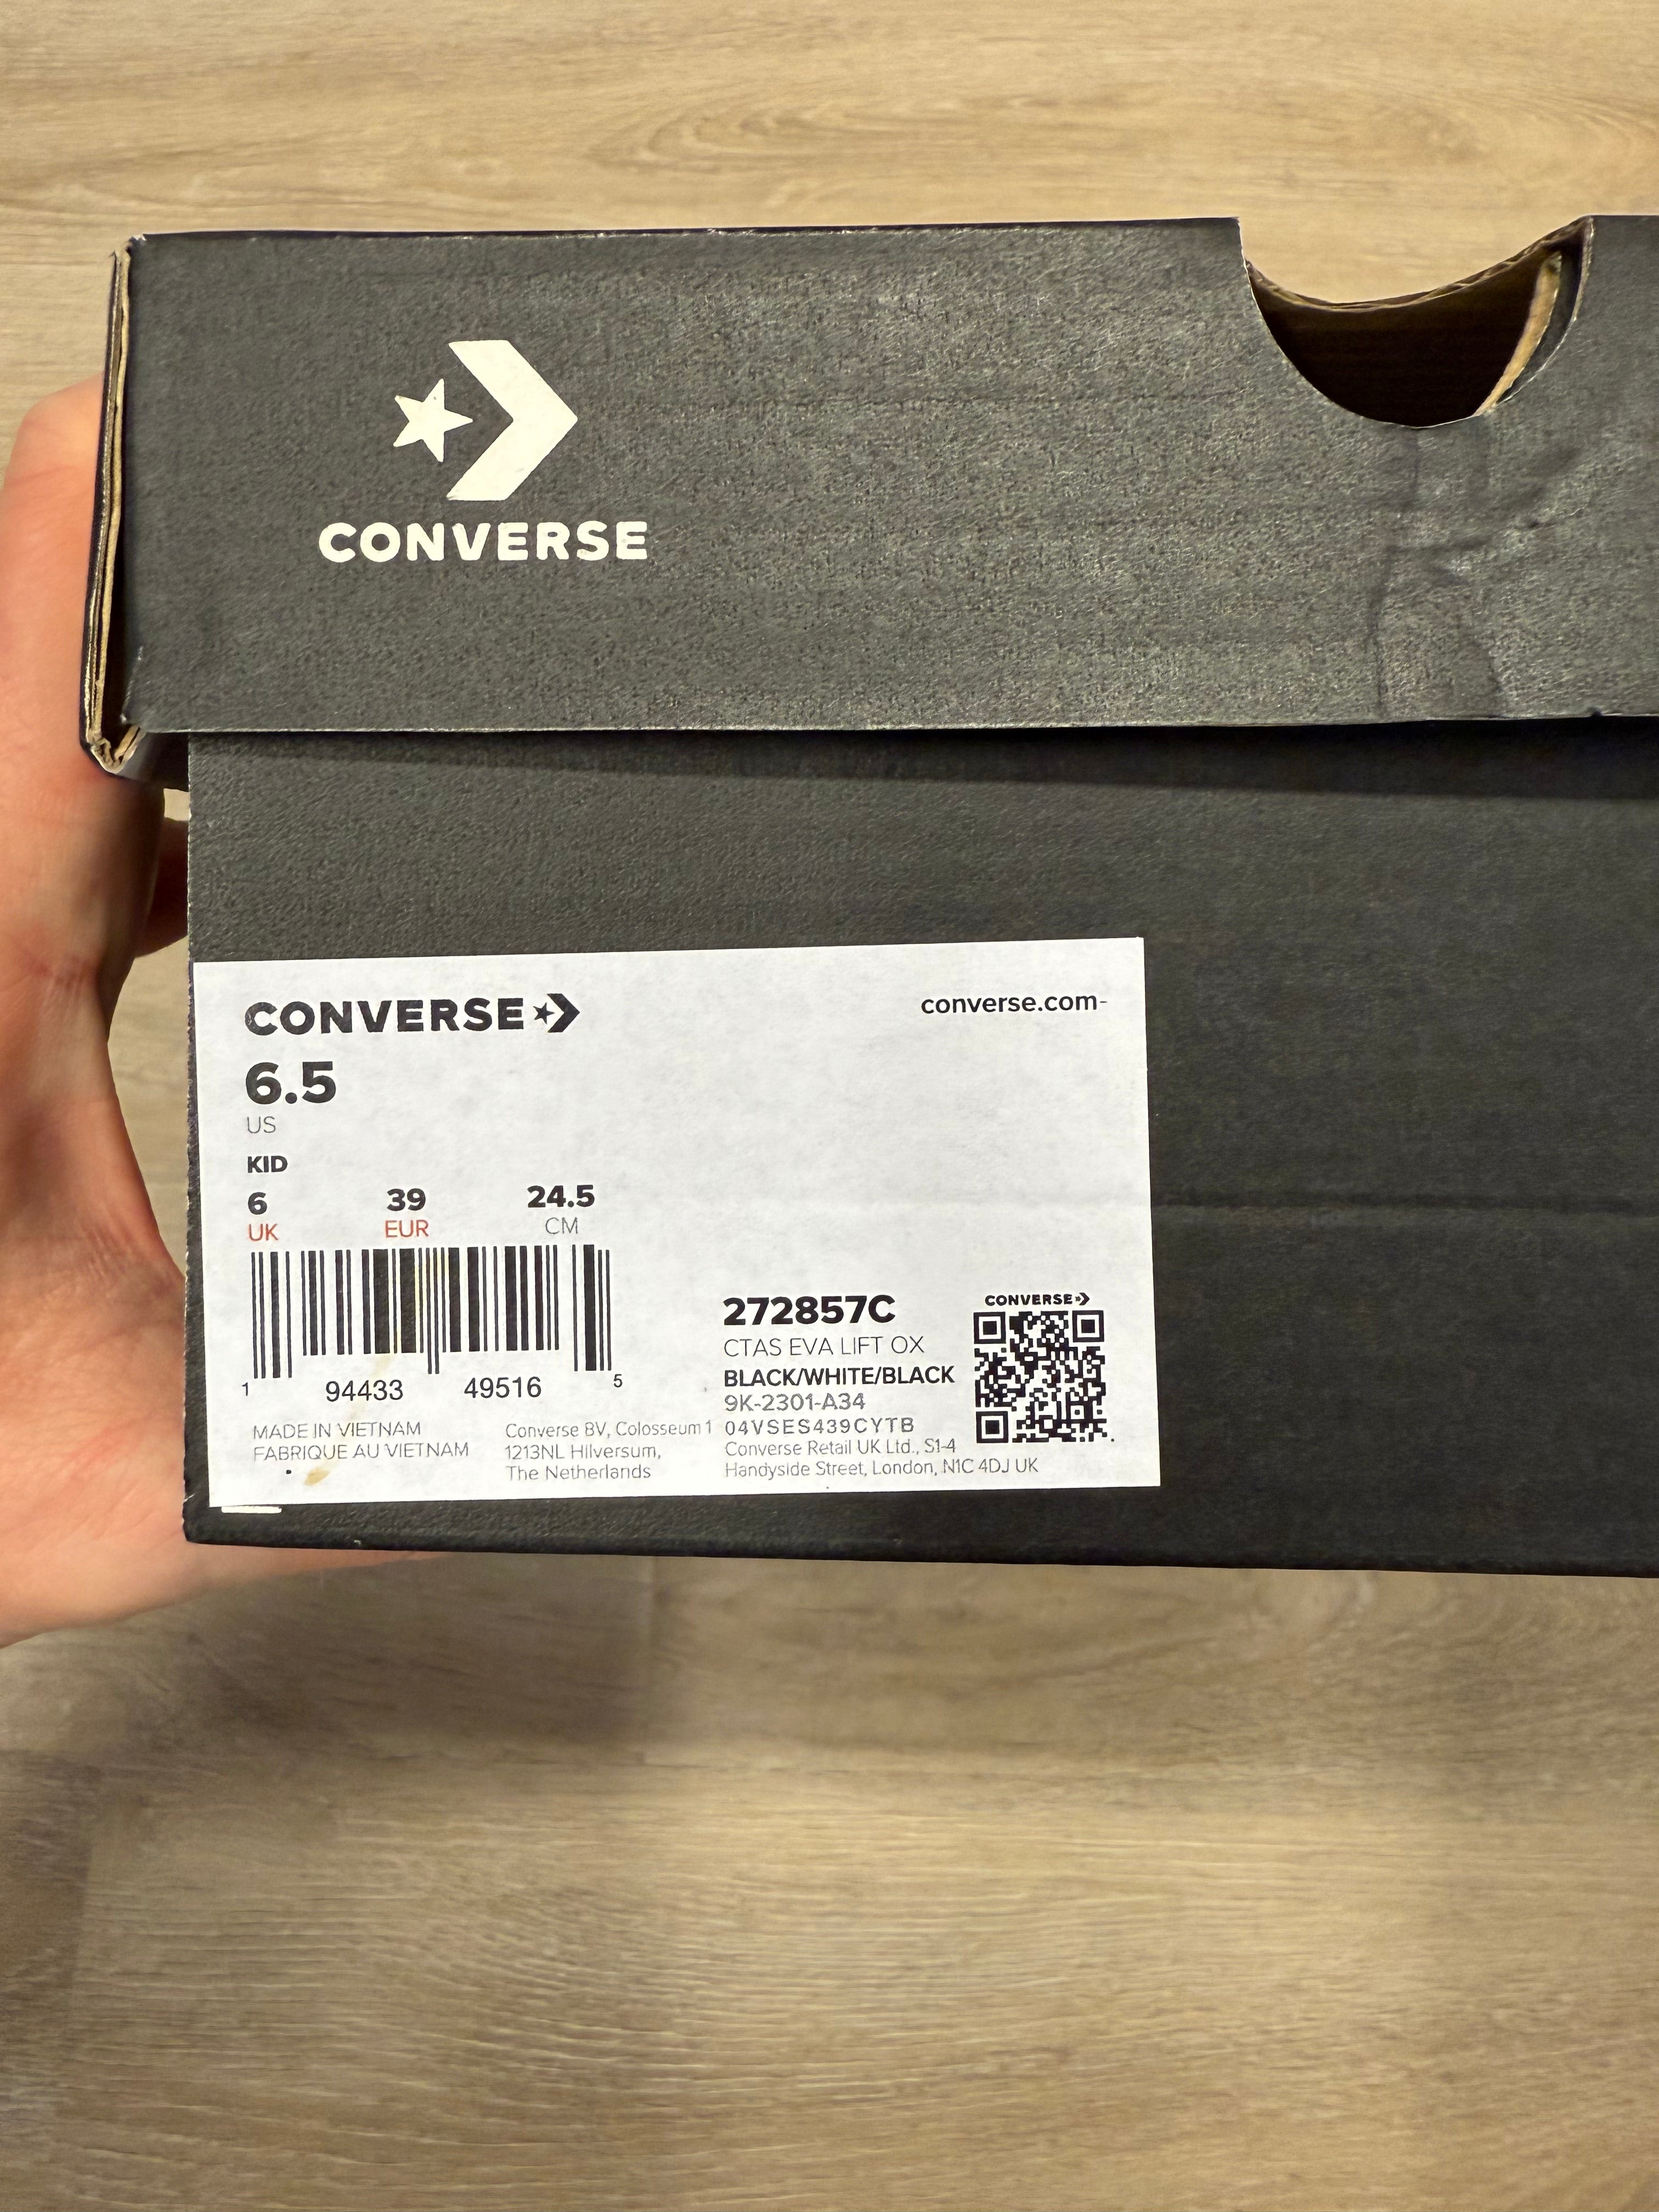 CONVERSE
CONVERSE
converse.com
6.5
US
KID
6 39 24.5
UK EUR CM
1 94433 49516 5
MADE IN VIETNAM
FABRIQUE AU VIETNAM
Converse BV, Colosseum 1
1213NL Hilversum,
The Netherlands
CONVERSE
272857C
CTAS EVA LIFT OX
BLACK/WHITE/BLACK
9K-2301-A34
04VSES439CYTB
Converse Retail UK Ltd., S1-4
Handyside Street, London, N1C 4DJ UK